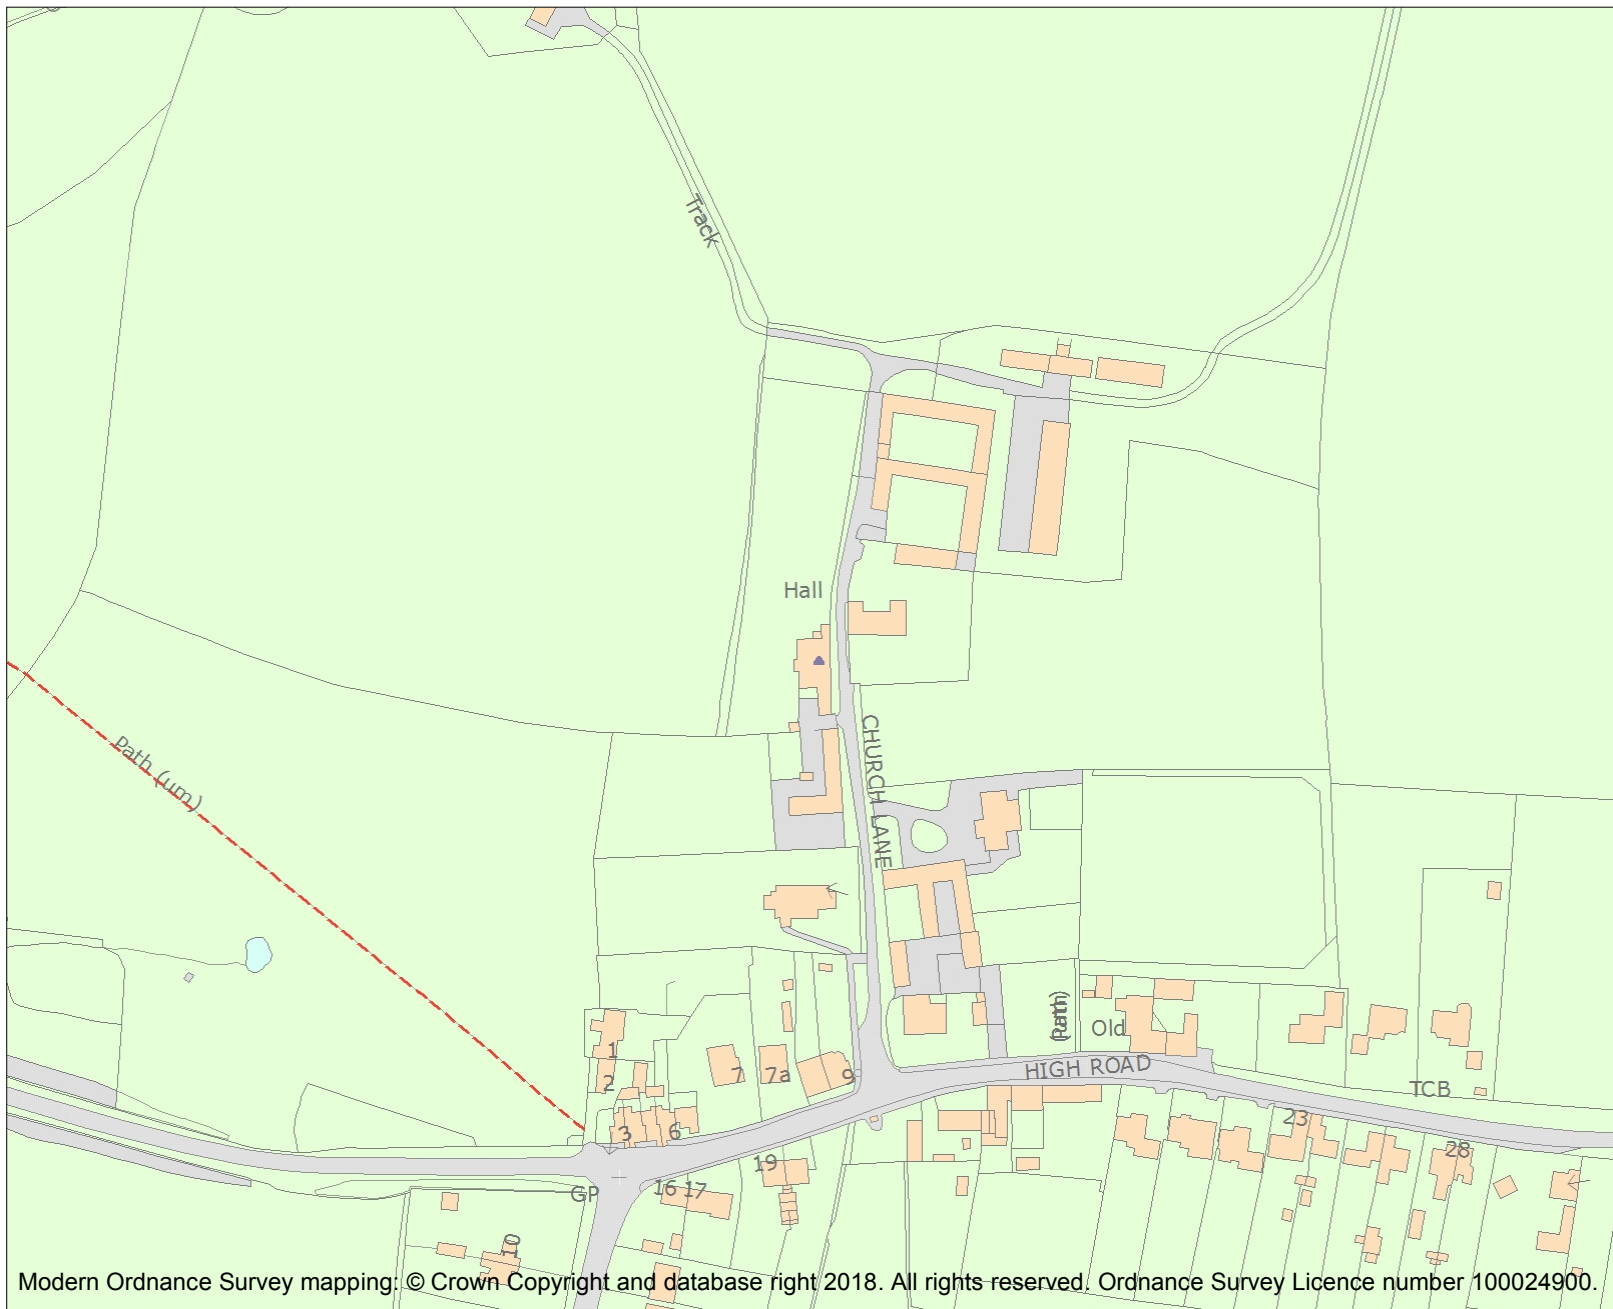 Track
Hall
CHURCH LANE
Path (um)
1
2
3
6
7
7a
9
Old
HIGH ROAD
TCB
23
28
19
16 17
GP
10
Modern Ordnance Survey mapping: © Crown Copyright and database right 2018. All rights reserved. Ordnance Survey Licence number 100024900.